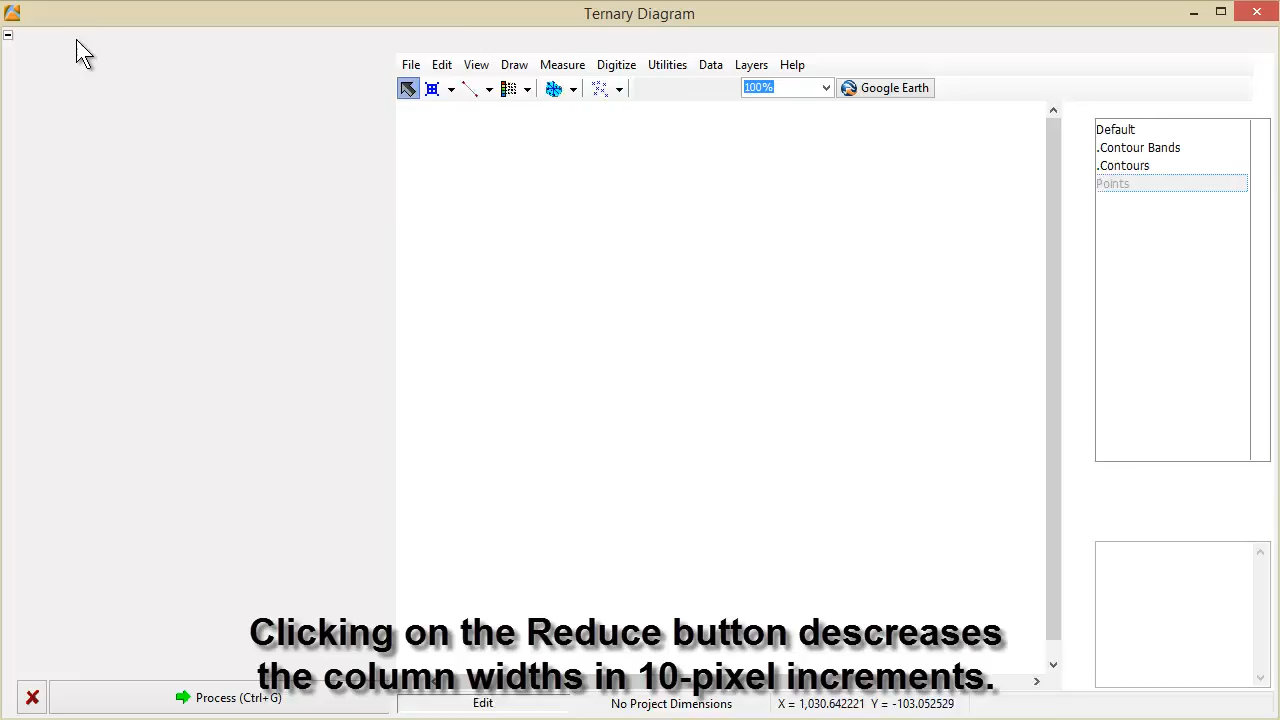 Ternary Diagram
File Edit View Draw Measure Digitize Utilities Data Layers Help
100% Google Earth
Default
.Contour Bands
.Contours
Points
Clicking on the Reduce button descreases
the column widths in 10-pixel increments.
Process (Ctrl+G)
Edit No Project Dimensions X = 1,030.642221 Y = -103.052529